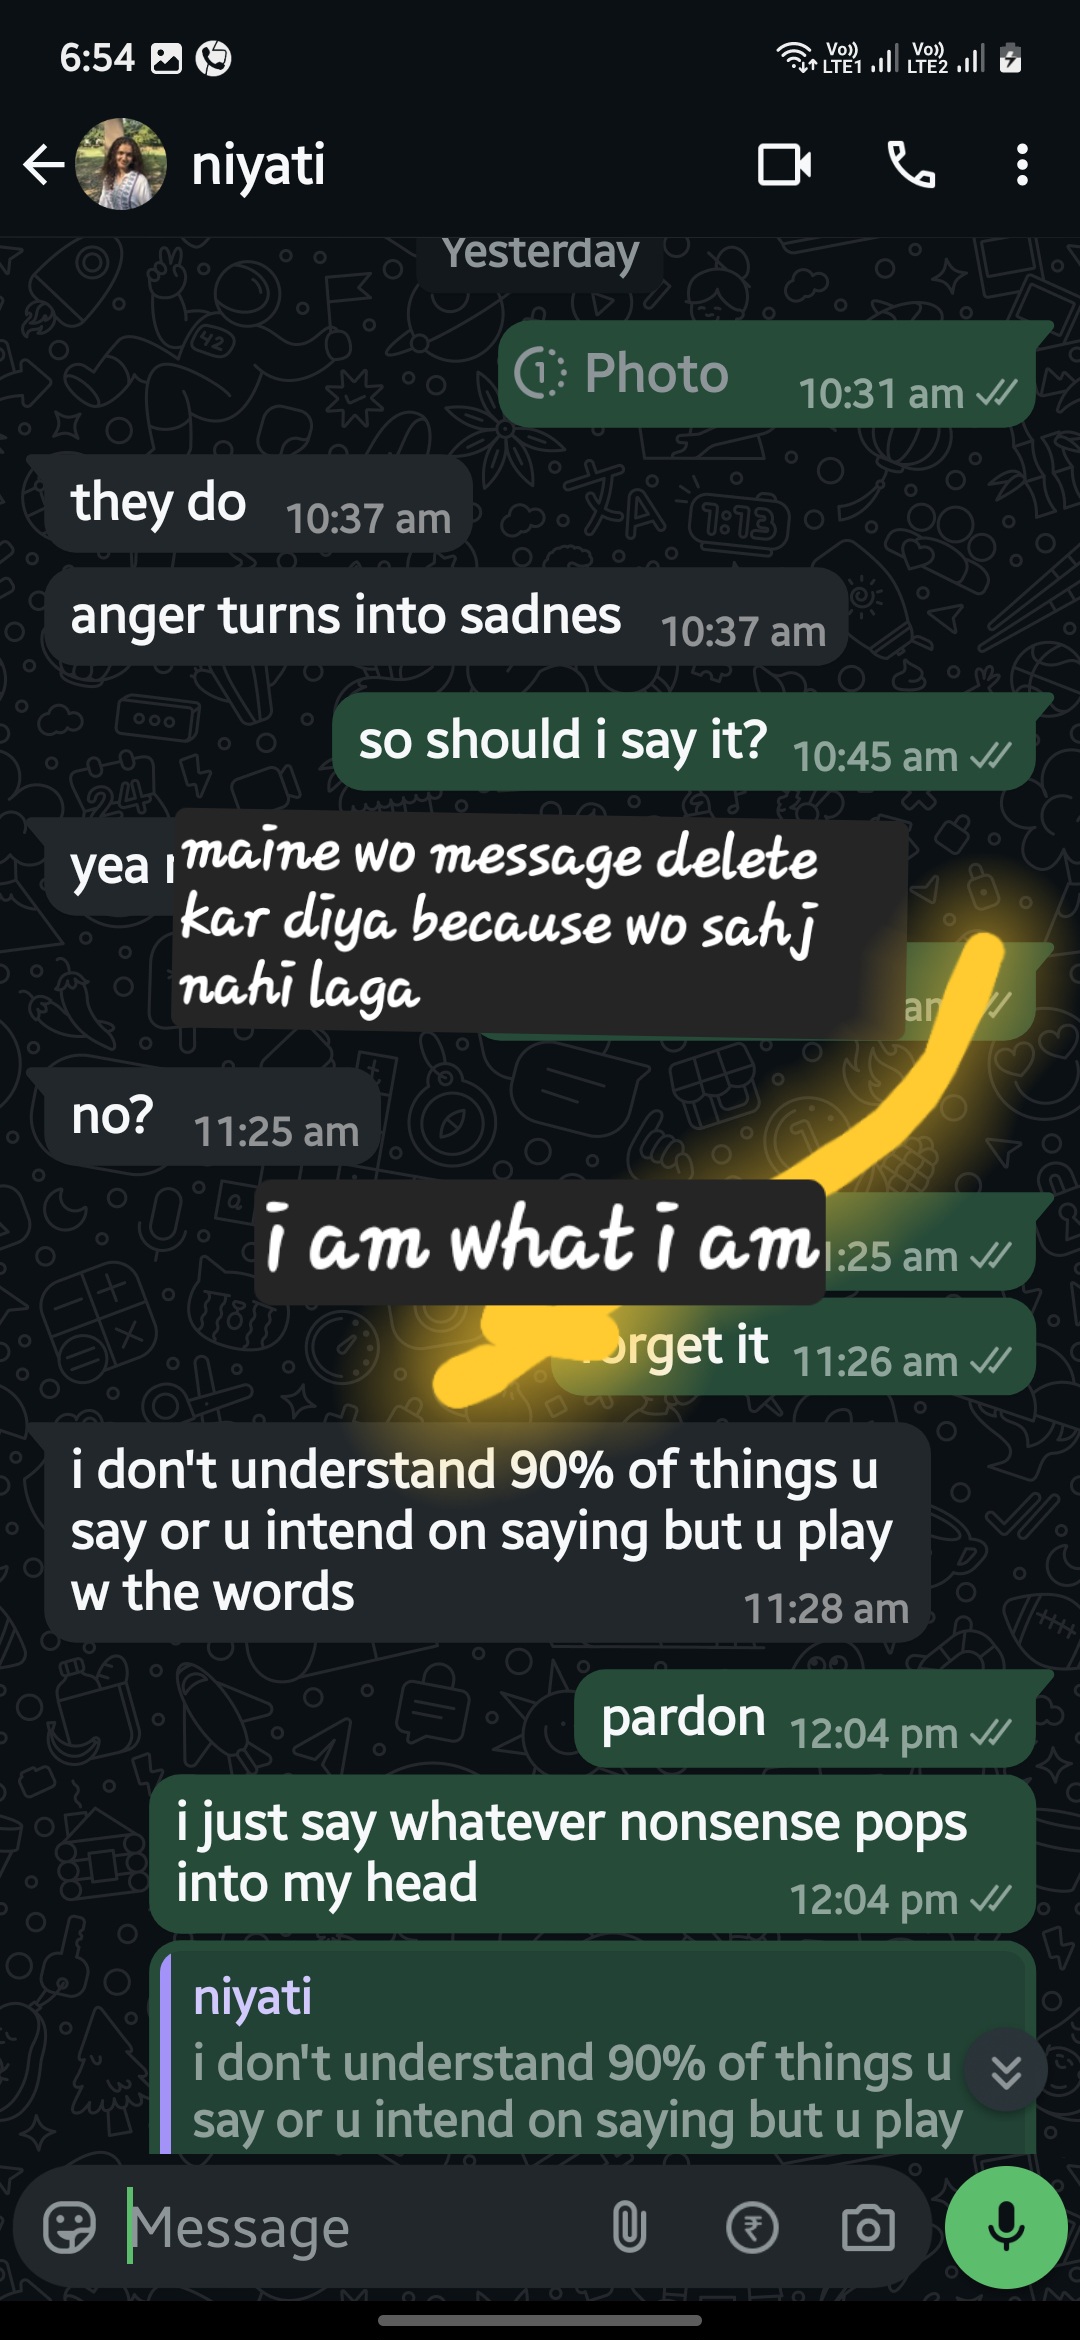 6:54
Vo)) LTE1 Vo)) LTE2
niyati
Yesterday
1 Photo 10:31 am
they do 10:37 am
anger turns into sadnes 10:37 am
so should i say it? 10:45 am
yea
maine wo message delete
kar diya because wo sahj
nahi laga
am
no? 11:25 am
i am what i am
1:25 am
orget it 11:26 am
i don't understand 90% of things u
say or u intend on saying but u play
w the words 11:28 am
pardon 12:04 pm
i just say whatever nonsense pops
into my head 12:04 pm
niyati
i don't understand 90% of things u
say or u intend on saying but u play
Message